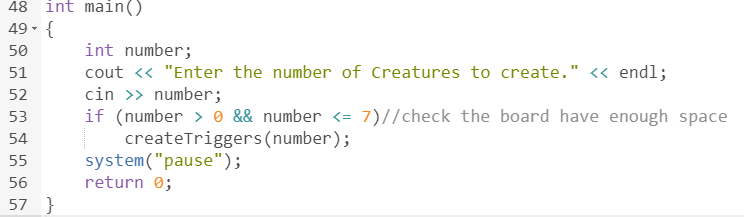 48 int main()
49 {
50     int number;
51     cout << "Enter the number of Creatures to create." << endl;
52     cin >> number;
53     if (number > 0 && number <= 7)//check the board have enough space
54         createTriggers(number);
55     system("pause");
56     return 0;
57 }